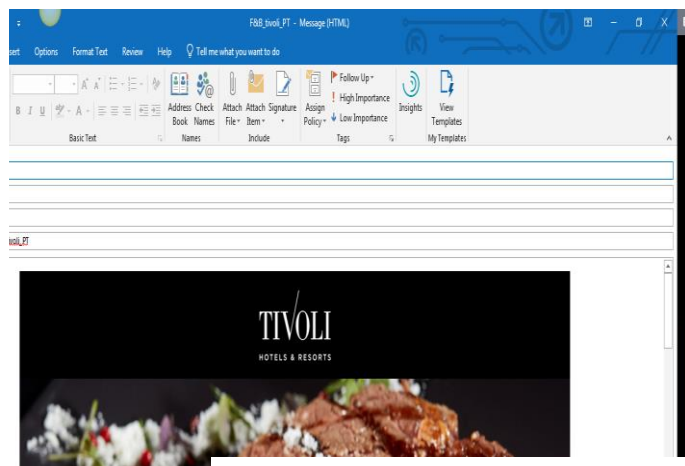 F&B_tivoli_PT - Message (HTML)
sert Options Format Text Review Help Tell me what you want to do
Follow Up
High Importance
Low Importance
B I U A
Address Book
Check Names
Attach File
Attach Item
Signature
Assign Policy
Insights
View Templates
Basic Text Names Include Tags My Templates
ivoli_PT
TIVOLI
HOTELS & RESORTS